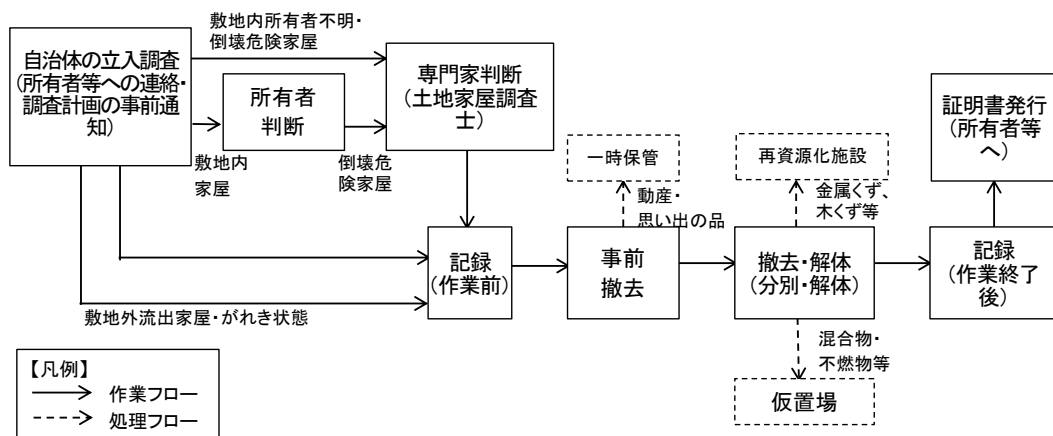 敷地内所有者不明・
倒壊危険家屋
自治体の立入調査
(所有者等への連絡・
調査計画の事前通
知)
所有者
判断
専門家判断
(土地家屋調査
士)
敷地内
家屋
倒壊危
険家屋
一時保管
再資源化施設
証明書発行
(所有者等
へ)
動産・
思い出の品
金属くず、
木くず等
記録
(作業前)
事前
撤去
撤去・解体
(分別・解体)
記録
(作業終了
後)
敷地外流出家屋・がれき状態
混合物・
不燃物等
仮置場
【凡例】
作業フロー
処理フロー